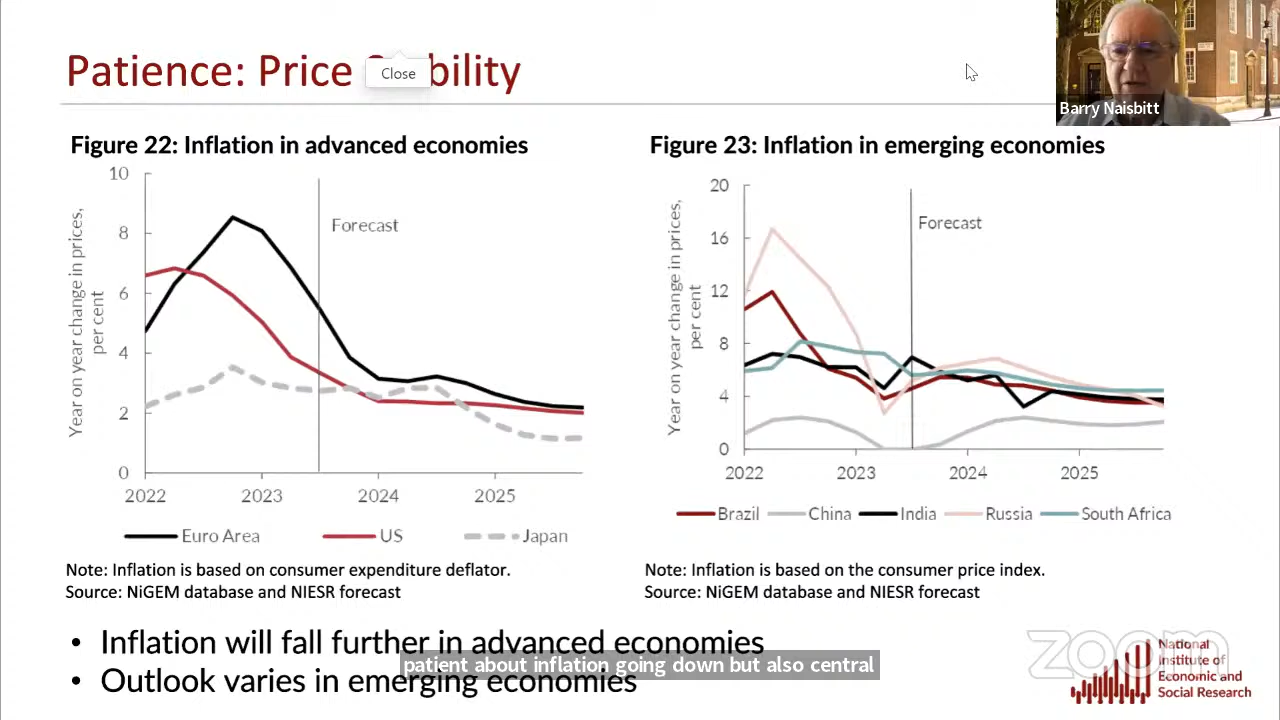 Patience: Price bility
Close
Barry Naisbitt
Figure 22: Inflation in advanced economies
Year on year change in prices,
per cent
10
8
6
4
2
0
Forecast
2022 2023 2024 2025
Euro Area US Japan
Note: Inflation is based on consumer expenditure deflator.
Source: NiGEM database and NIESR forecast
Figure 23: Inflation in emerging economies
Year on year change in prices,
per cent
20
16
12
8
4
0
Forecast
2022 2023 2024 2025
Brazil China India Russia South Africa
Note: Inflation is based on the consumer price index.
Source: NiGEM database and NIESR forecast
• Inflation will fall further in advanced economies
patient about inflation going down but also central
• Outlook varies in emerging economies
zoom
National
Institute of
Economic and
Social Research